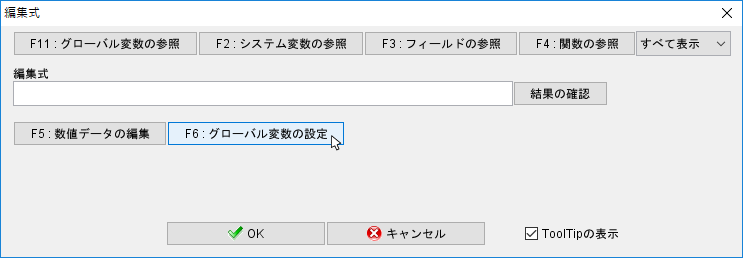 編集式
F11 : グローバル変数の参照 F2 : システム変数の参照 F3 : フィールドの参照 F4 : 関数の参照 すべて表示
編集式
結果の確認
F5 : 数値データの編集 F6 : グローバル変数の設定
OK キャンセル ToolTipの表示